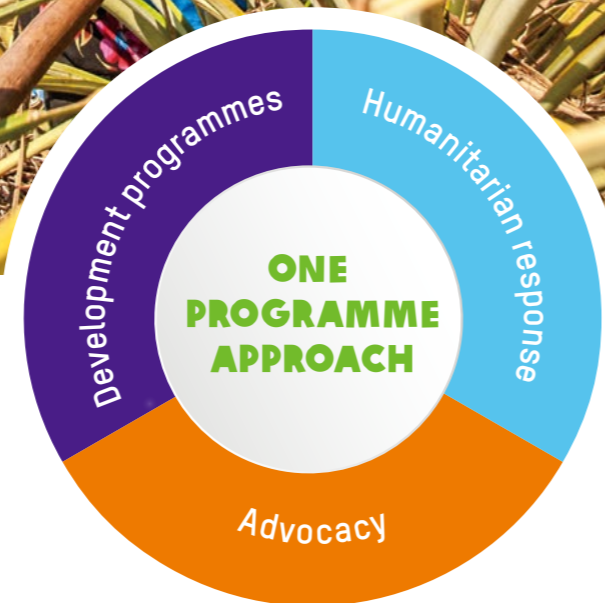 Development programmes
Humanitarian response
ONE
PROGRAMME
APPROACH
Advocacy